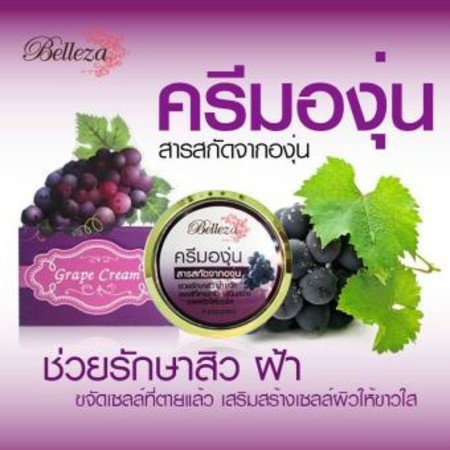 Belleza
ครีมองุ่น
สารสกัดจากองุ่น
Grape Cream
Belleza
ครีมองุ่น
สารสกัดจากองุ่น
ช่วยรักษาสิว ฝ้า
ขจัดเซลล์ที่ตายแล้ว เสริมสร้างเซลล์ผิวให้ขาวใส